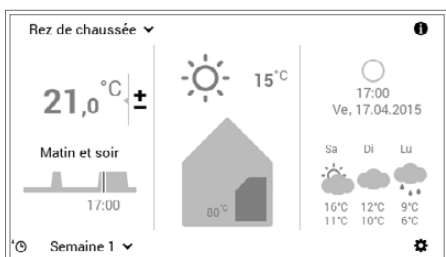 Rez de chaussée
21,0 °C
±
Matin et soir
17:00
Semaine 1
15°C
80°C
17:00
Ve, 17.04.2015
Sa Di Lu
16°C 12°C 9°C
11°C 10°C 6°C